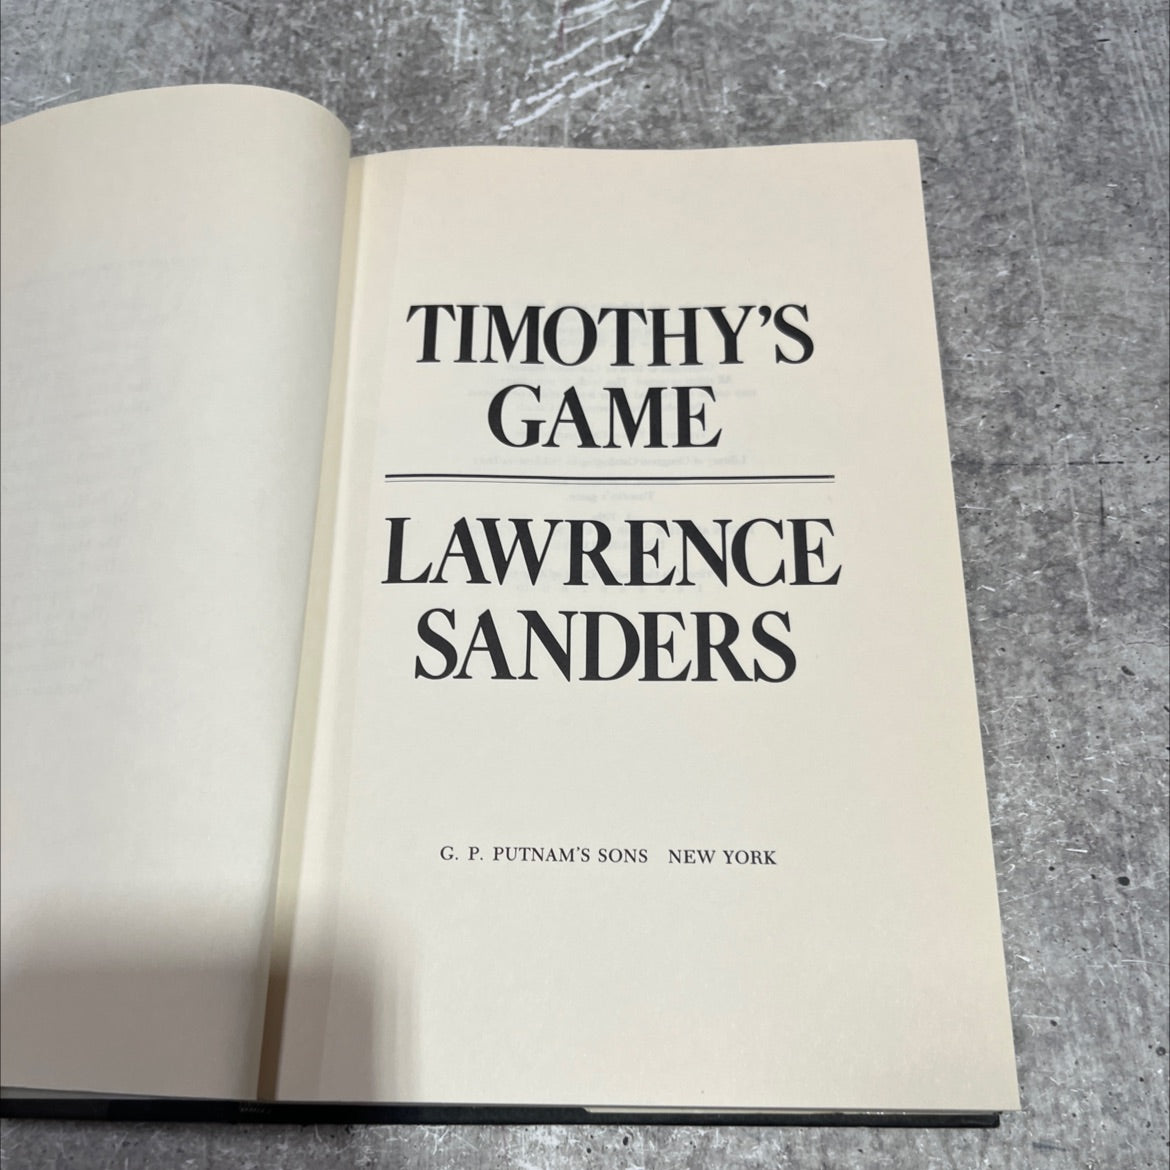 TIMOTHY'S
GAME
LAWRENCE
SANDERS
G. P. PUTNAM'S SONS NEW YORK